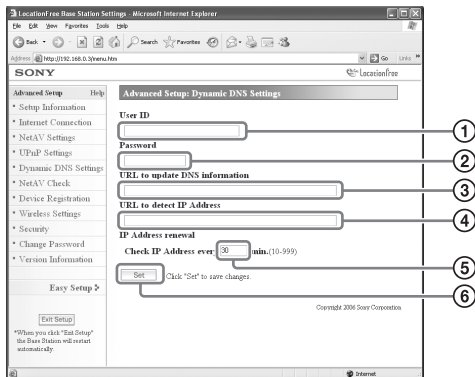 LocationFree Base Station Settings - Microsoft Internet Explorer
File Edit View Favorites Tools Help
Back Search Favorites
Address http://192.168.0.3/menu.htm Go Links
SONY LocationFree
Advanced Setup Help
• Setup Information
• Internet Connection
• NetAV Settings
• UPnP Settings
• Dynamic DNS Settings
• NetAV Check
• Device Registration
• Wireless Settings
• Security
• Change Password
• Version Information
Easy Setup
Exit Setup
*When you click "Exit Setup"
the Base Station will restart
automatically.
Advanced Setup: Dynamic DNS Settings
User ID
1
Password
2
URL to update DNS information
3
URL to detect IP Address
4
IP Address renewal
Check IP Address every 30 min.(10-999)
5
Set Click "Set" to save changes.
6
Copyright 2006 Sony Corporation
Internet